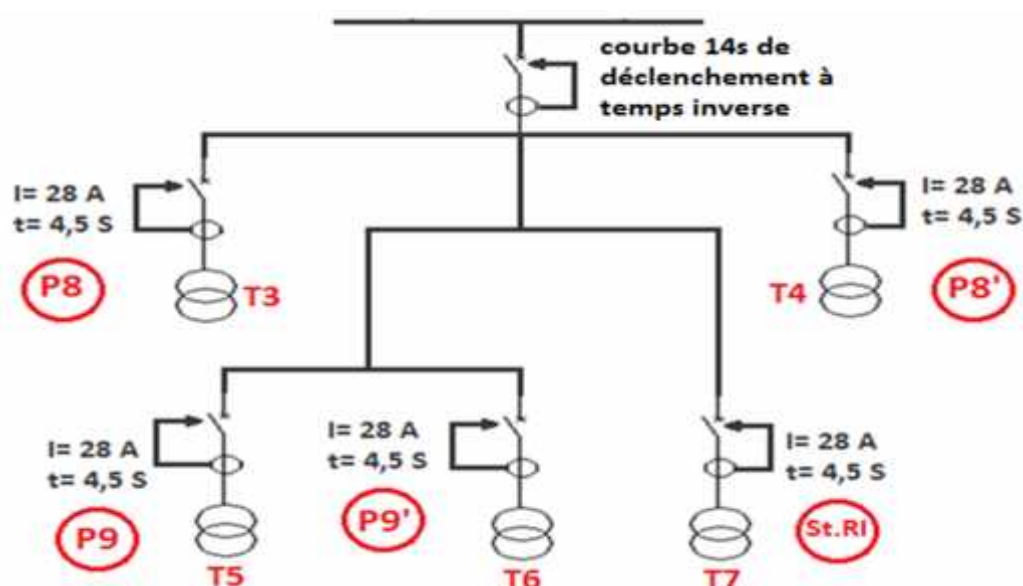 courbe 14s de
déclenchement à
temps inverse
I= 28 A
t= 4,5 S
P8
T3
I= 28 A
t= 4,5 S
T4
P8'
I= 28 A
t= 4,5 S
P9
T5
I= 28 A
t= 4,5 S
P9'
T6
I= 28 A
t= 4,5 S
St.RI
T7